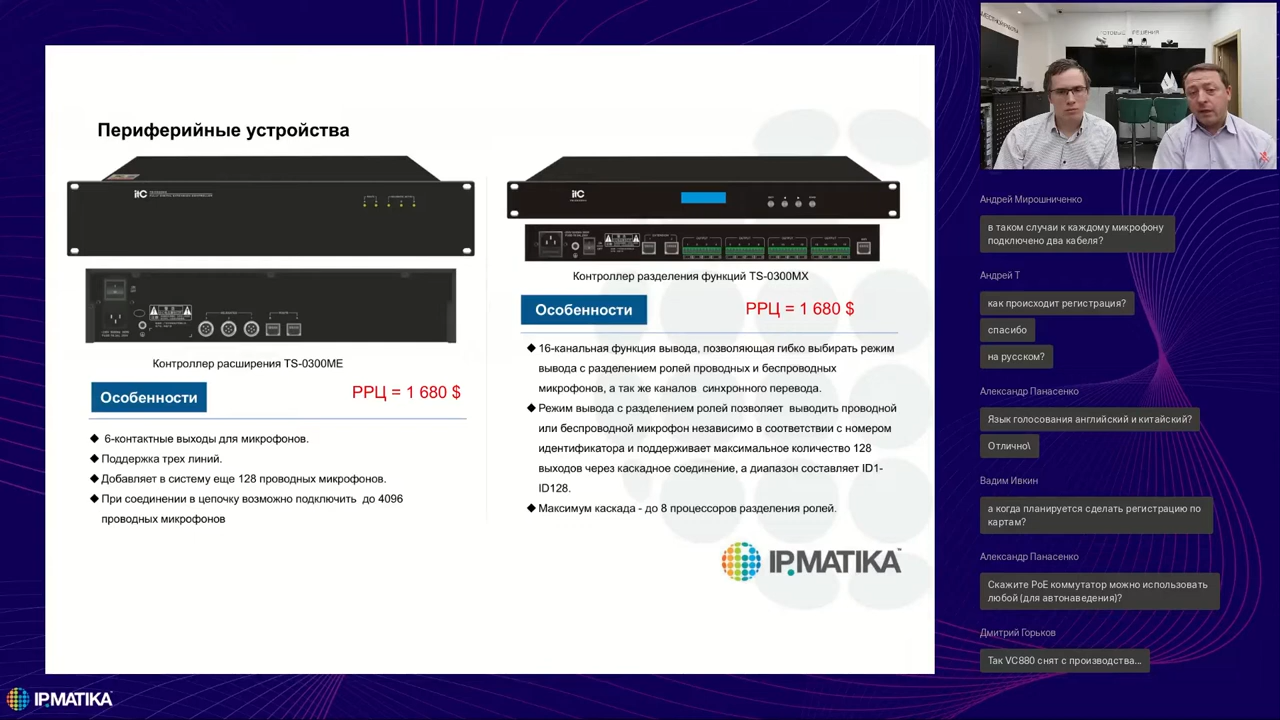 Периферийные устройства
itC
itC
Контроллер расширения TS-0300ME
Особенности
РРЦ = 1 680 $
◆ 6-контактные выходы для микрофонов.
◆ Поддержка трех линий.
◆ Добавляет в систему еще 128 проводных микрофонов.
◆ При соединении в цепочку возможно подключить до 4096
проводных микрофонов
Контроллер разделения функций TS-0300MX
Особенности
РРЦ = 1 680 $
◆ 16-канальная функция вывода, позволяющая гибко выбирать режим
вывода с разделением ролей проводных и беспроводных
микрофонов, а так же каналов синхронного перевода.
◆ Режим вывода с разделением ролей позволяет выводить проводной
или беспроводной микрофон независимо в соответствии с номером
идентификатора и поддерживает максимальное количество 128
выходов через каскадное соединение, а диапазон составляет ID1-
ID128.
◆ Максимум каскада - до 8 процессоров разделения ролей.
IP.MATIKA™
Андрей Мирошниченко
в таком случаи к каждому микрофону
подключено два кабеля?
Андрей Т
как происходит регистрация?
спасибо
на русском?
Александр Панасенко
Язык голосования английский и китайский?
Отлично\
Вадим Ивкин
а когда планируется сделать регистрацию по
картам?
Александр Панасенко
Скажите PoE коммутатор можно использовать
любой (для автонаведения)?
Дмитрий Горьков
Так VC880 снят с производства...
IP.MATIKA™